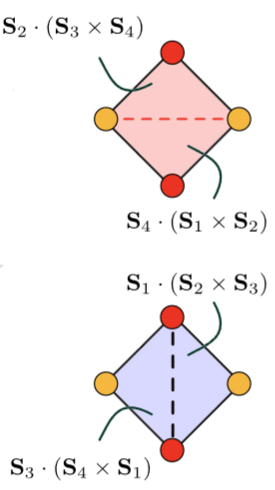 S₂ · (S₃ × S₄)
S₄ · (S₁ × S₂)
S₁ · (S₂ × S₃)
S₃ · (S₄ × S₁)